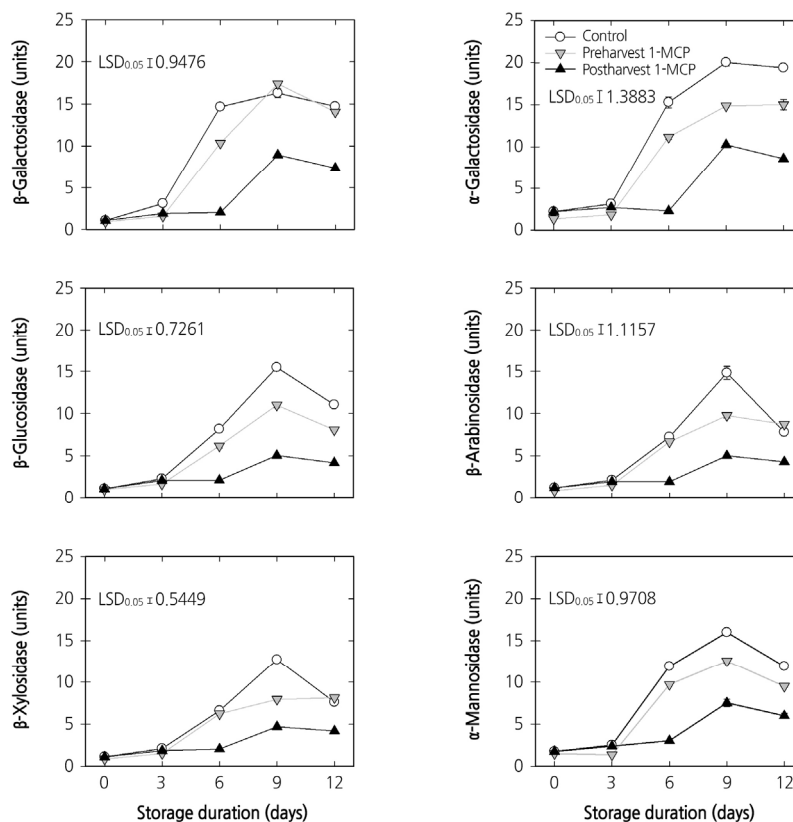 β-Galactosidase (units)
25
20
15
10
5
0
LSD0.05 0.9476
α-Galactosidase (units)
25
20
15
10
5
0
Control
Preharvest 1-MCP
Postharvest 1-MCP
LSD0.05 1.3883
β-Glucosidase (units)
25
20
15
10
5
0
LSD0.05 0.7261
β-Arabinosidase (units)
25
20
15
10
5
0
LSD0.05 1.1157
β-Xylosidase (units)
25
20
15
10
5
0
LSD0.05 0.5449
0 3 6 9 12
Storage duration (days)
α-Mannosidase (units)
25
20
15
10
5
0
LSD0.05 0.9708
0 3 6 9 12
Storage duration (days)